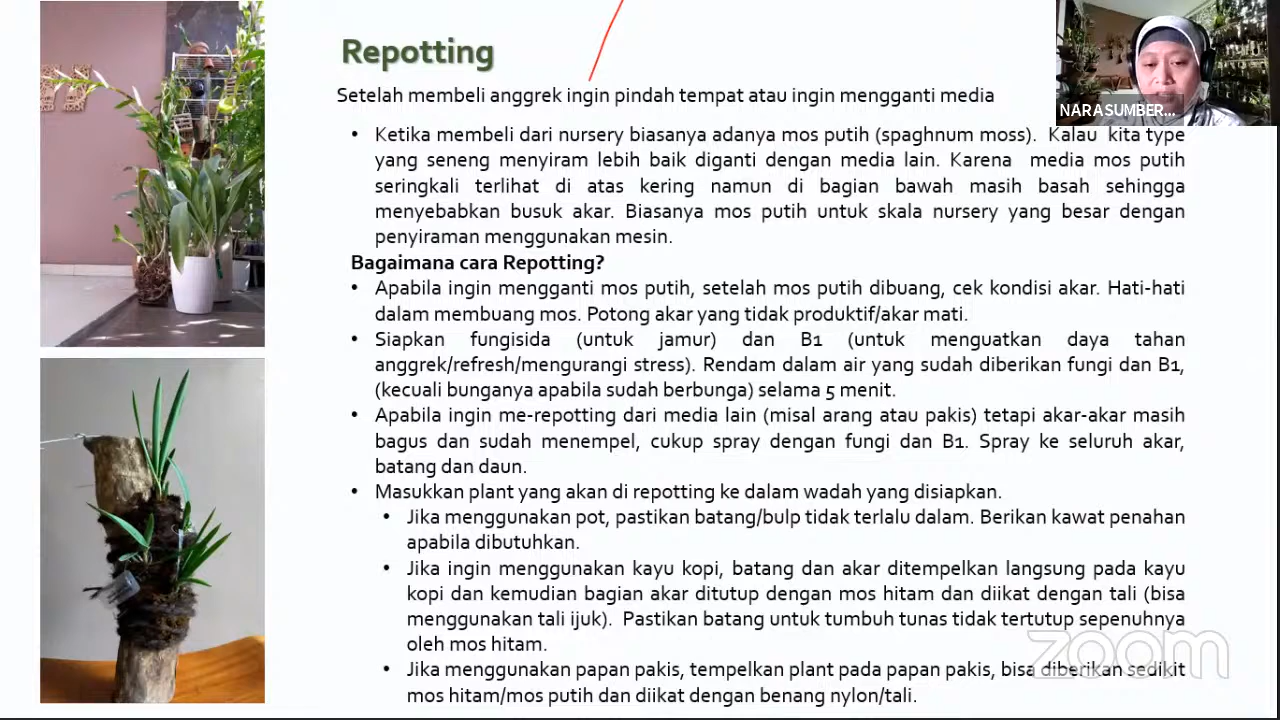 Repotting
Setelah membeli anggrek ingin pindah tempat atau ingin mengganti media
• Ketika membeli dari nursery biasanya adanya mos putih (spaghnum moss). Kalau kita type
yang seneng menyiram lebih baik diganti dengan media lain. Karena media mos putih
seringkali terlihat di atas kering namun di bagian bawah masih basah sehingga
menyebabkan busuk akar. Biasanya mos putih untuk skala nursery yang besar dengan
penyiraman menggunakan mesin.
Bagaimana cara Repotting?
• Apabila ingin mengganti mos putih, setelah mos putih dibuang, cek kondisi akar. Hati-hati
dalam membuang mos. Potong akar yang tidak produktif/akar mati.
• Siapkan fungisida (untuk jamur) dan B1 (untuk menguatkan daya tahan
anggrek/refresh/mengurangi stress). Rendam dalam air yang sudah diberikan fungi dan B1,
(kecuali bunganya apabila sudah berbunga) selama 5 menit.
• Apabila ingin me-repotting dari media lain (misal arang atau pakis) tetapi akar-akar masih
bagus dan sudah menempel, cukup spray dengan fungi dan B1. Spray ke seluruh akar,
batang dan daun.
• Masukkan plant yang akan di repotting ke dalam wadah yang disiapkan.
• Jika menggunakan pot, pastikan batang/bulp tidak terlalu dalam. Berikan kawat penahan
apabila dibutuhkan.
• Jika ingin menggunakan kayu kopi, batang dan akar ditempelkan langsung pada kayu
kopi dan kemudian bagian akar ditutup dengan mos hitam dan diikat dengan tali (bisa
menggunakan tali ijuk). Pastikan batang untuk tumbuh tunas tidak tertutup sepenuhnya
oleh mos hitam.
• Jika menggunakan papan pakis, tempelkan plant pada papan pakis, bisa diberikan sedikit
mos hitam/mos putih dan diikat dengan benang nylon/tali.
NARASUMBER...
zoom